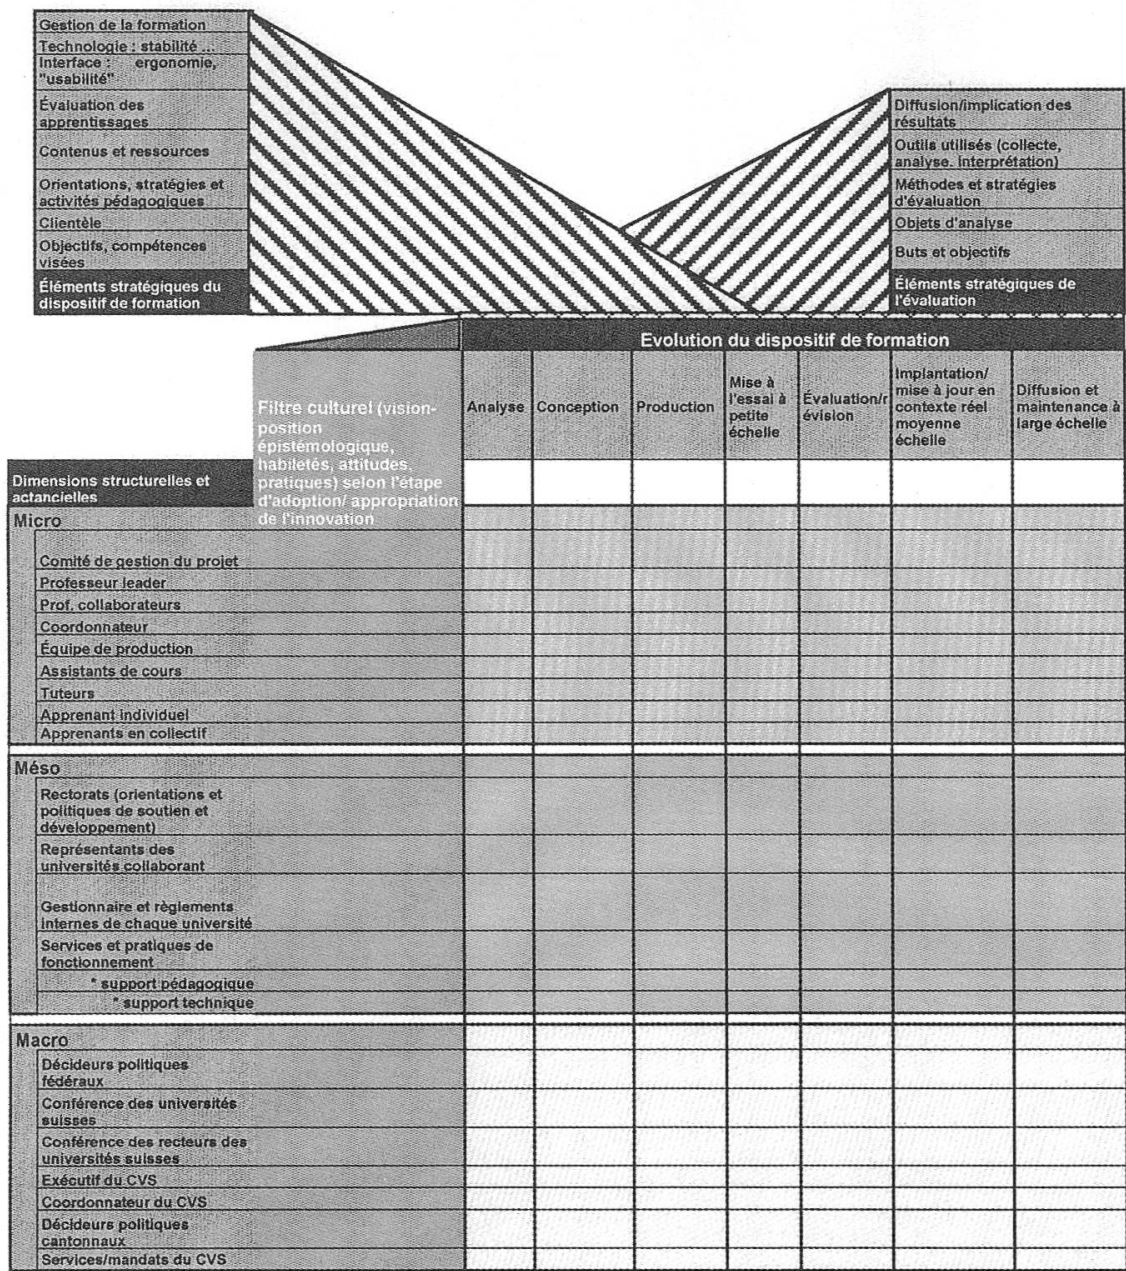 Gestion de la formation
Technologie : stabilité ...
Interface : ergonomie,
"usabilité"
Évaluation des
apprentissages
Contenus et ressources
Orientations, stratégies et
activités pédagogiques
Clientèle
Objectifs, compétences
visées
Éléments stratégiques du
dispositif de formation
Diffusion/implication des
résultats
Outils utilisés (collecte,
analyse. Interprétation)
Méthodes et stratégies
d'évaluation
Objets d'analyse
Buts et objectifs
Éléments stratégiques de
l'évaluation
Evolution du dispositif de formation
Filtre culturel (vision-
position
épistémologique,
habiletés, attitudes,
pratiques) selon l'étape
d'adoption/ appropriation
de l'innovation
Analyse
Conception
Production
Mise à
l'essai à
petite
échelle
Évaluation/r
évision
Implantation/
mise à jour en
contexte réel
moyenne
échelle
Diffusion et
maintenance à
large échelle
Dimensions structurelles et
actancielles
Micro
Comité de gestion du projet
Professeur leader
Prof. collaborateurs
Coordonnateur
Équipe de production
Assistants de cours
Tuteurs
Apprenant individuel
Apprenants en collectif
Méso
Rectorats (orientations et
politiques de soutien et
développement)
Représentants des
universités collaborant
Gestionnaire et règlements
internes de chaque université
Services et pratiques de
fonctionnement
* support pédagogique
* support technique
Macro
Décideurs politiques
fédéraux
Conférence des universités
suisses
Conférence des recteurs des
universités suisses
Exécutif du CVS
Coordonnateur du CVS
Décideurs politiques
cantonnaux
Services/mandats du CVS